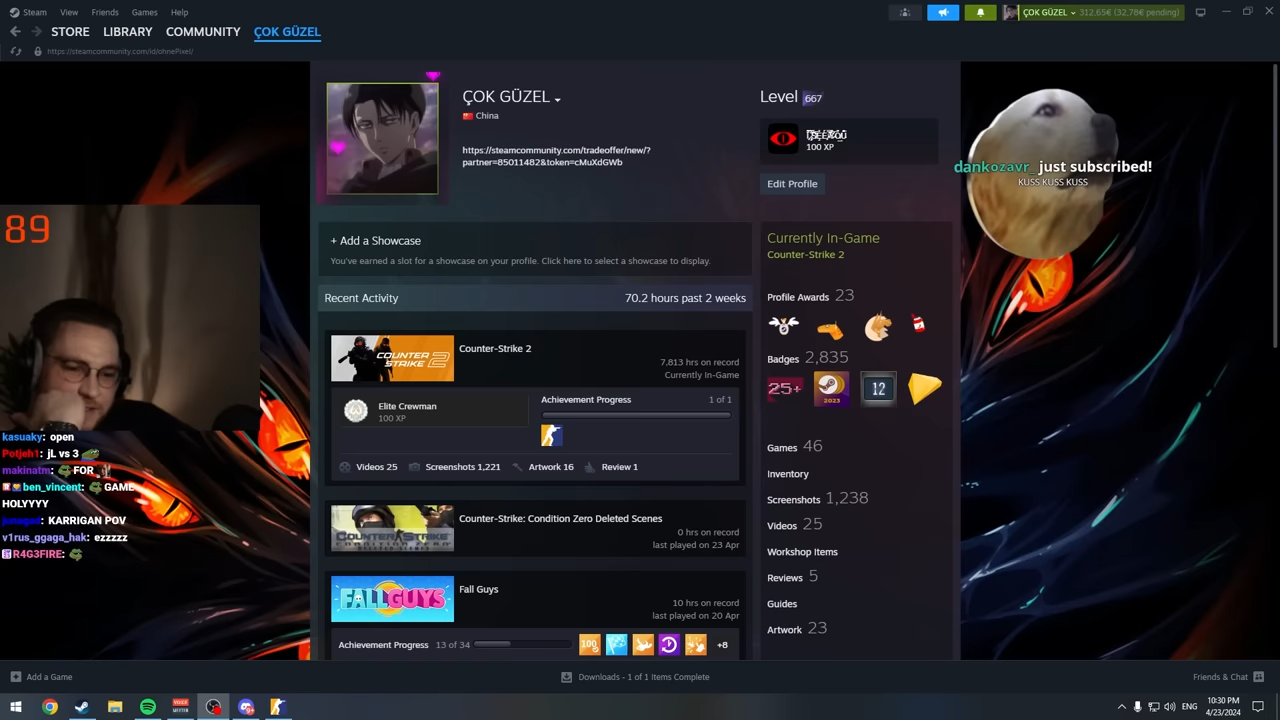 Steam View Friends Games Help
ÇOK GÜZEL 312,65€ (32,78€ pending)
STORE LIBRARY COMMUNITY ÇOK GÜZEL
https://steamcommunity.com/id/ohnePixel/
ÇOK GÜZEL
China
https://steamcommunity.com/tradeoffer/new/?
partner=85011482&token=cMuXdGWb
Level 667
100 XP
Edit Profile
dankozavr_ just subscribed!
KUSS KUSS KUSS
89
+ Add a Showcase
You've earned a slot for a showcase on your profile. Click here to select a showcase to display.
Recent Activity 70.2 hours past 2 weeks
COUNTER
STRIKE 2
Counter-Strike 2
7,813 hrs on record
Currently In-Game
Elite Crewman
100 XP
Achievement Progress 1 of 1
Videos 25 Screenshots 1,221 Artwork 16 Review 1
COUNTER-STRIKE
Counter-Strike: Condition Zero Deleted Scenes
0 hrs on record
last played on 23 Apr
FALL GUYS
Fall Guys
10 hrs on record
last played on 20 Apr
Achievement Progress 13 of 34 +8
Currently In-Game
Counter-Strike 2
Profile Awards 23
Badges 2,835
25+ 2023 12
Games 46
Inventory
Screenshots 1,238
Videos 25
Workshop Items
Reviews 5
Guides
Artwork 23
kasuaky: open
Potjeh1: jL vs 3
makinatm: FOR
ben_vincent: GAME
HOLYYYY
KARRIGAN POV
v1rus_ggaga_hak: ezzzzz
R4G3FIRE:
Add a Game
Downloads - 1 of 1 Items Complete
Friends & Chat
ENG
10:30 PM
4/23/2024